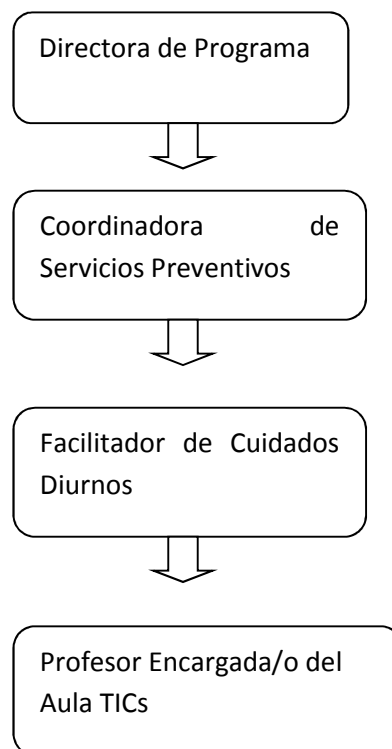 Directora de Programa
Coordinadora de
Servicios Preventivos
Facilitador de Cuidados
Diurnos
Profesor Encargada/o del
Aula TICs